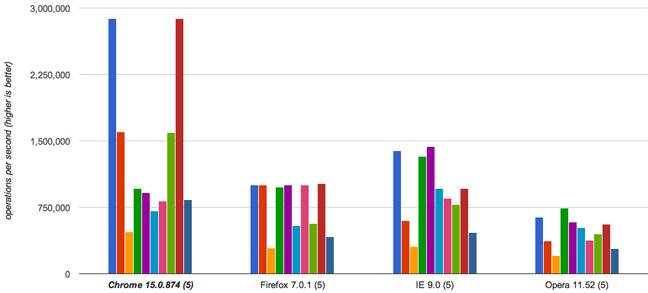 operations per second (higher is better)
3,000,000
2,250,000
1,500,000
750,000
0
Chrome 15.0.874 (5)
Firefox 7.0.1 (5)
IE 9.0 (5)
Opera 11.52 (5)